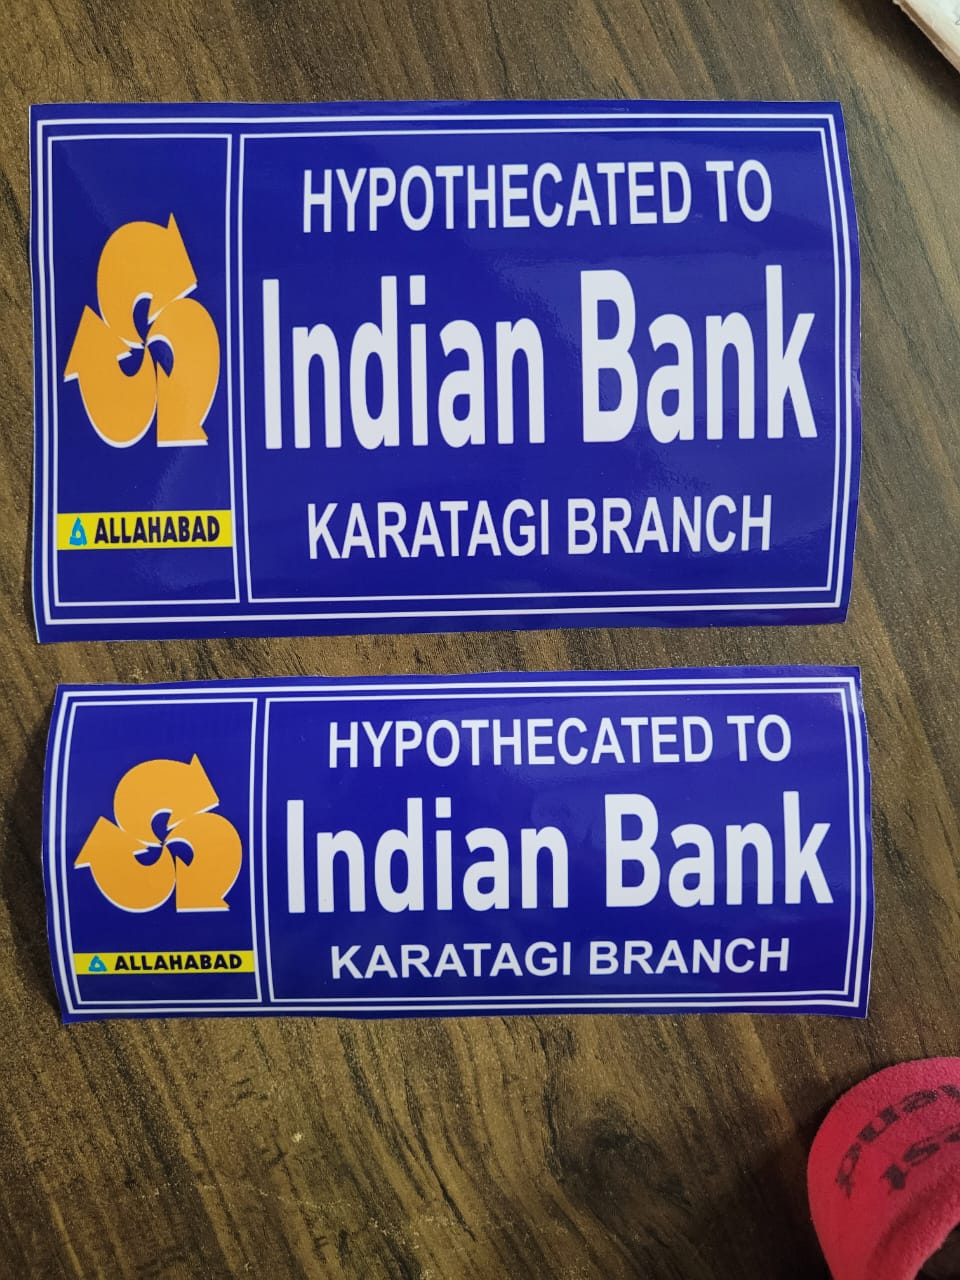 HYPOTHECATED TO
Indian Bank
KARATAGI BRANCH
ALLAHABAD
HYPOTHECATED TO
Indian Bank
KARATAGI BRANCH
ALLAHABAD